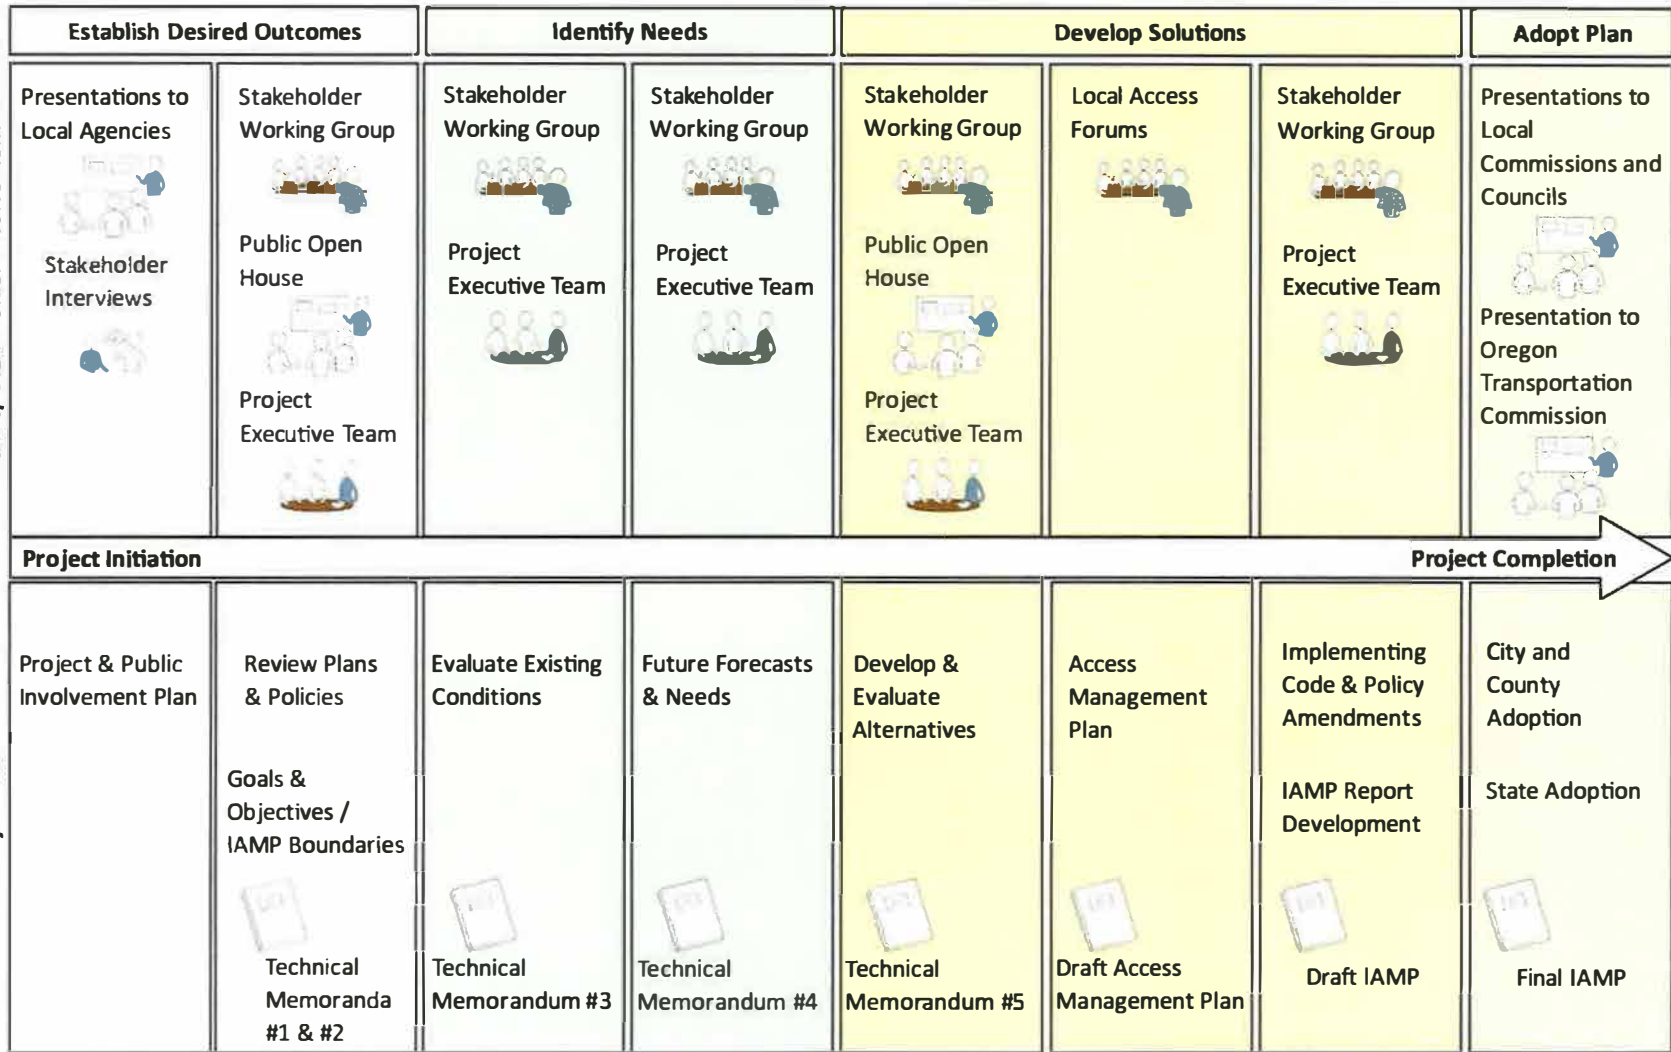 Establish Desired Outcomes
Identify Needs
Develop Solutions
Adopt Plan
Presentations to
Local Agencies
Stakeholder
Interviews
Stakeholder
Working Group
Public Open
House
Project
Executive Team
Stakeholder
Working Group
Project
Executive Team
Stakeholder
Working Group
Project
Executive Team
Stakeholder
Working Group
Public Open
House
Project
Executive Team
Local Access
Forums
Stakeholder
Working Group
Project
Executive Team
Presentations to
Local
Commissions and
Councils
Presentation to
Oregon
Transportation
Commission
Project Initiation
Project Completion
Project & Public
Involvement Plan
Review Plans
& Policies
Goals &
Objectives /
IAMP Boundaries
Technical
Memoranda
#1 & #2
Evaluate Existing
Conditions
Technical
Memorandum #3
Future Forecasts
& Needs
Technical
Memorandum #4
Develop &
Evaluate
Alternatives
Technical
Memorandum #5
Access
Management
Plan
Draft Access
Management Plan
Implementing
Code & Policy
Amendments
IAMP Report
Development
Draft IAMP
City and
County
Adoption
State Adoption
Final IAMP